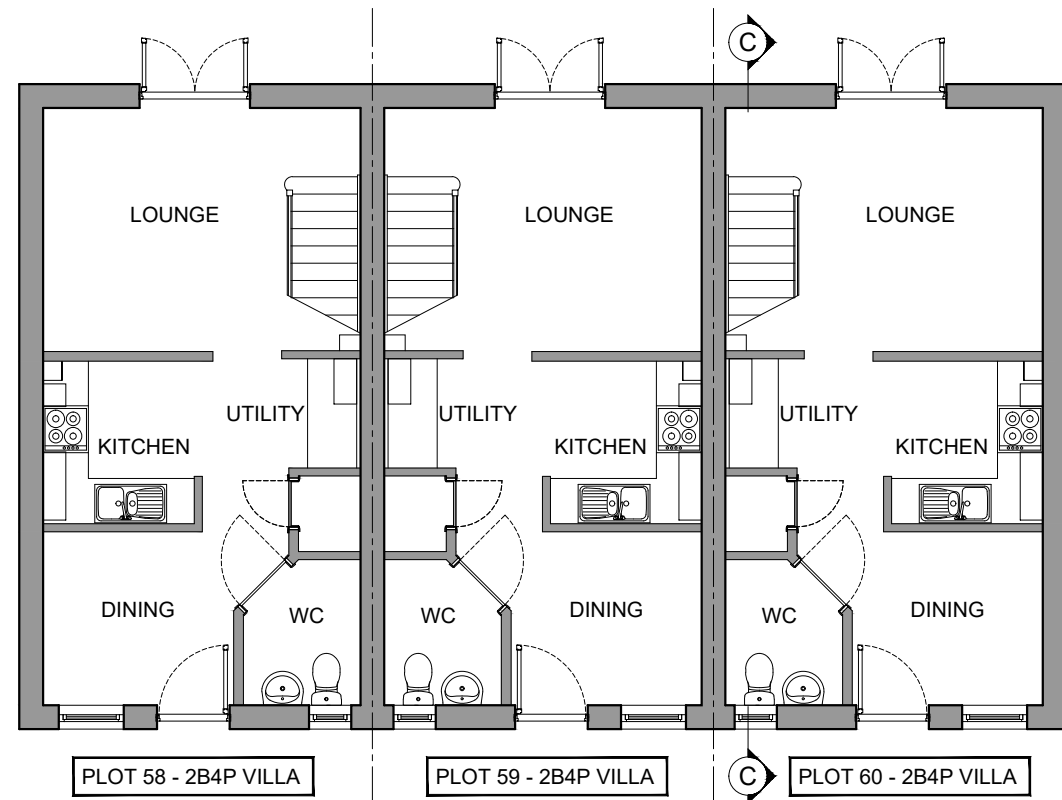 C
LOUNGE
LOUNGE
LOUNGE
UTILITY
UTILITY
UTILITY
KITCHEN
KITCHEN
KITCHEN
DINING
WC
WC
DINING
WC
DINING
PLOT 58 - 2B4P VILLA
PLOT 59 - 2B4P VILLA
C
PLOT 60 - 2B4P VILLA